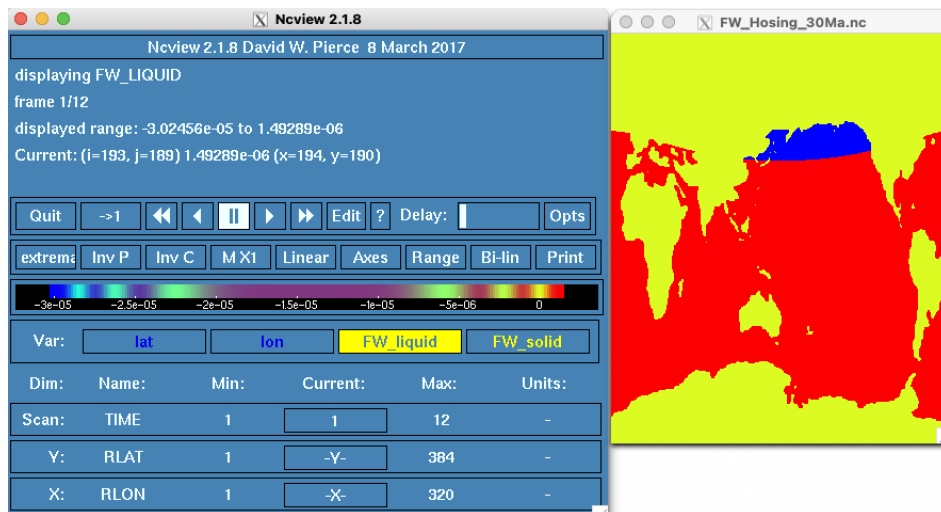 Ncview 2.1.8
Ncview 2.1.8 David W. Pierce 8 March 2017
displaying FW_LIQUID
frame 1/12
displayed range: -3.02456e-05 to 1.49289e-06
Current: (i=193, j=189) 1.49289e-06 (x=194, y=190)
Quit ->1 Edit ? Delay: Opts
extrema Inv P Inv C M X1 Linear Axes Range Bi-lin Print
-3e-05 -2.5e-05 -2e-05 -1.5e-05 -1e-05 -5e-06 0
Var: lat lon FW_liquid FW_solid
Dim: Name: Min: Current: Max: Units:
Scan: TIME 1 1 12 -
Y: RLAT 1 -Y- 384 -
X: RLON 1 -X- 320 -
FW_Hosing_30Ma.nc